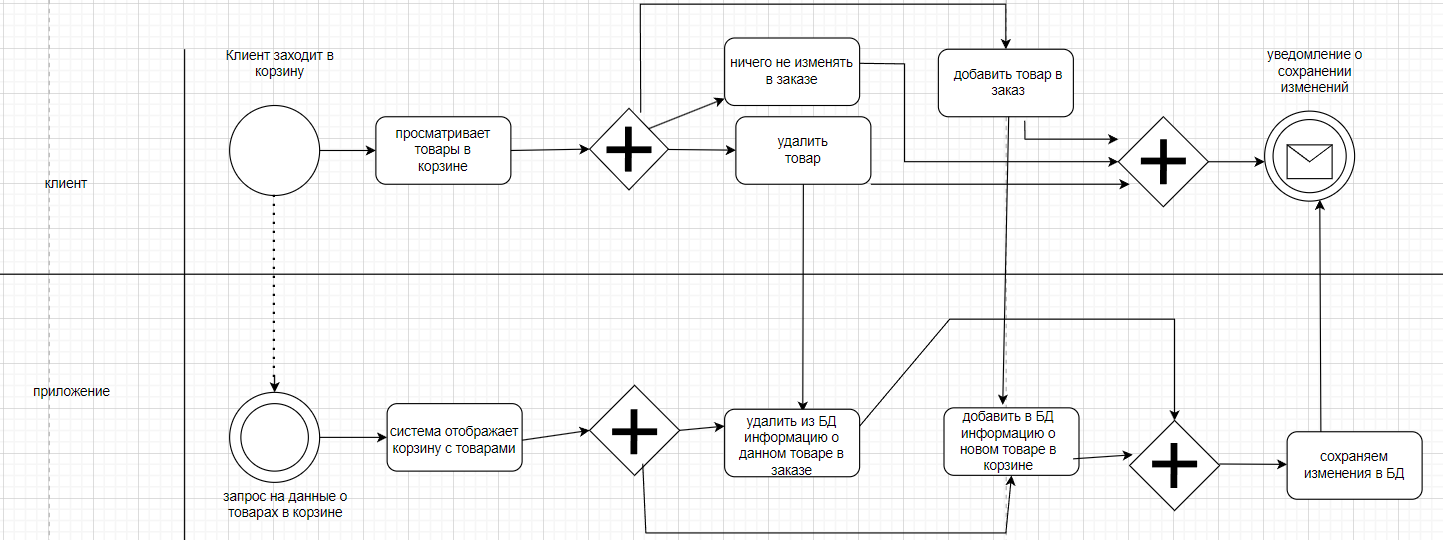 Клиент заходит в
корзину
просматривает
товары в
корзине
ничего не изменять
в заказе
удалить
товар
добавить товар в
заказ
уведомление о
сохранении
изменений
клиент
приложение
запрос на данные о
товарах в корзине
система отображает
корзину с товарами
удалить из БД
информацию о
данном товаре в
заказе
добавить в БД
информацию о
новом товаре в
корзине
сохраняем
изменения в БД